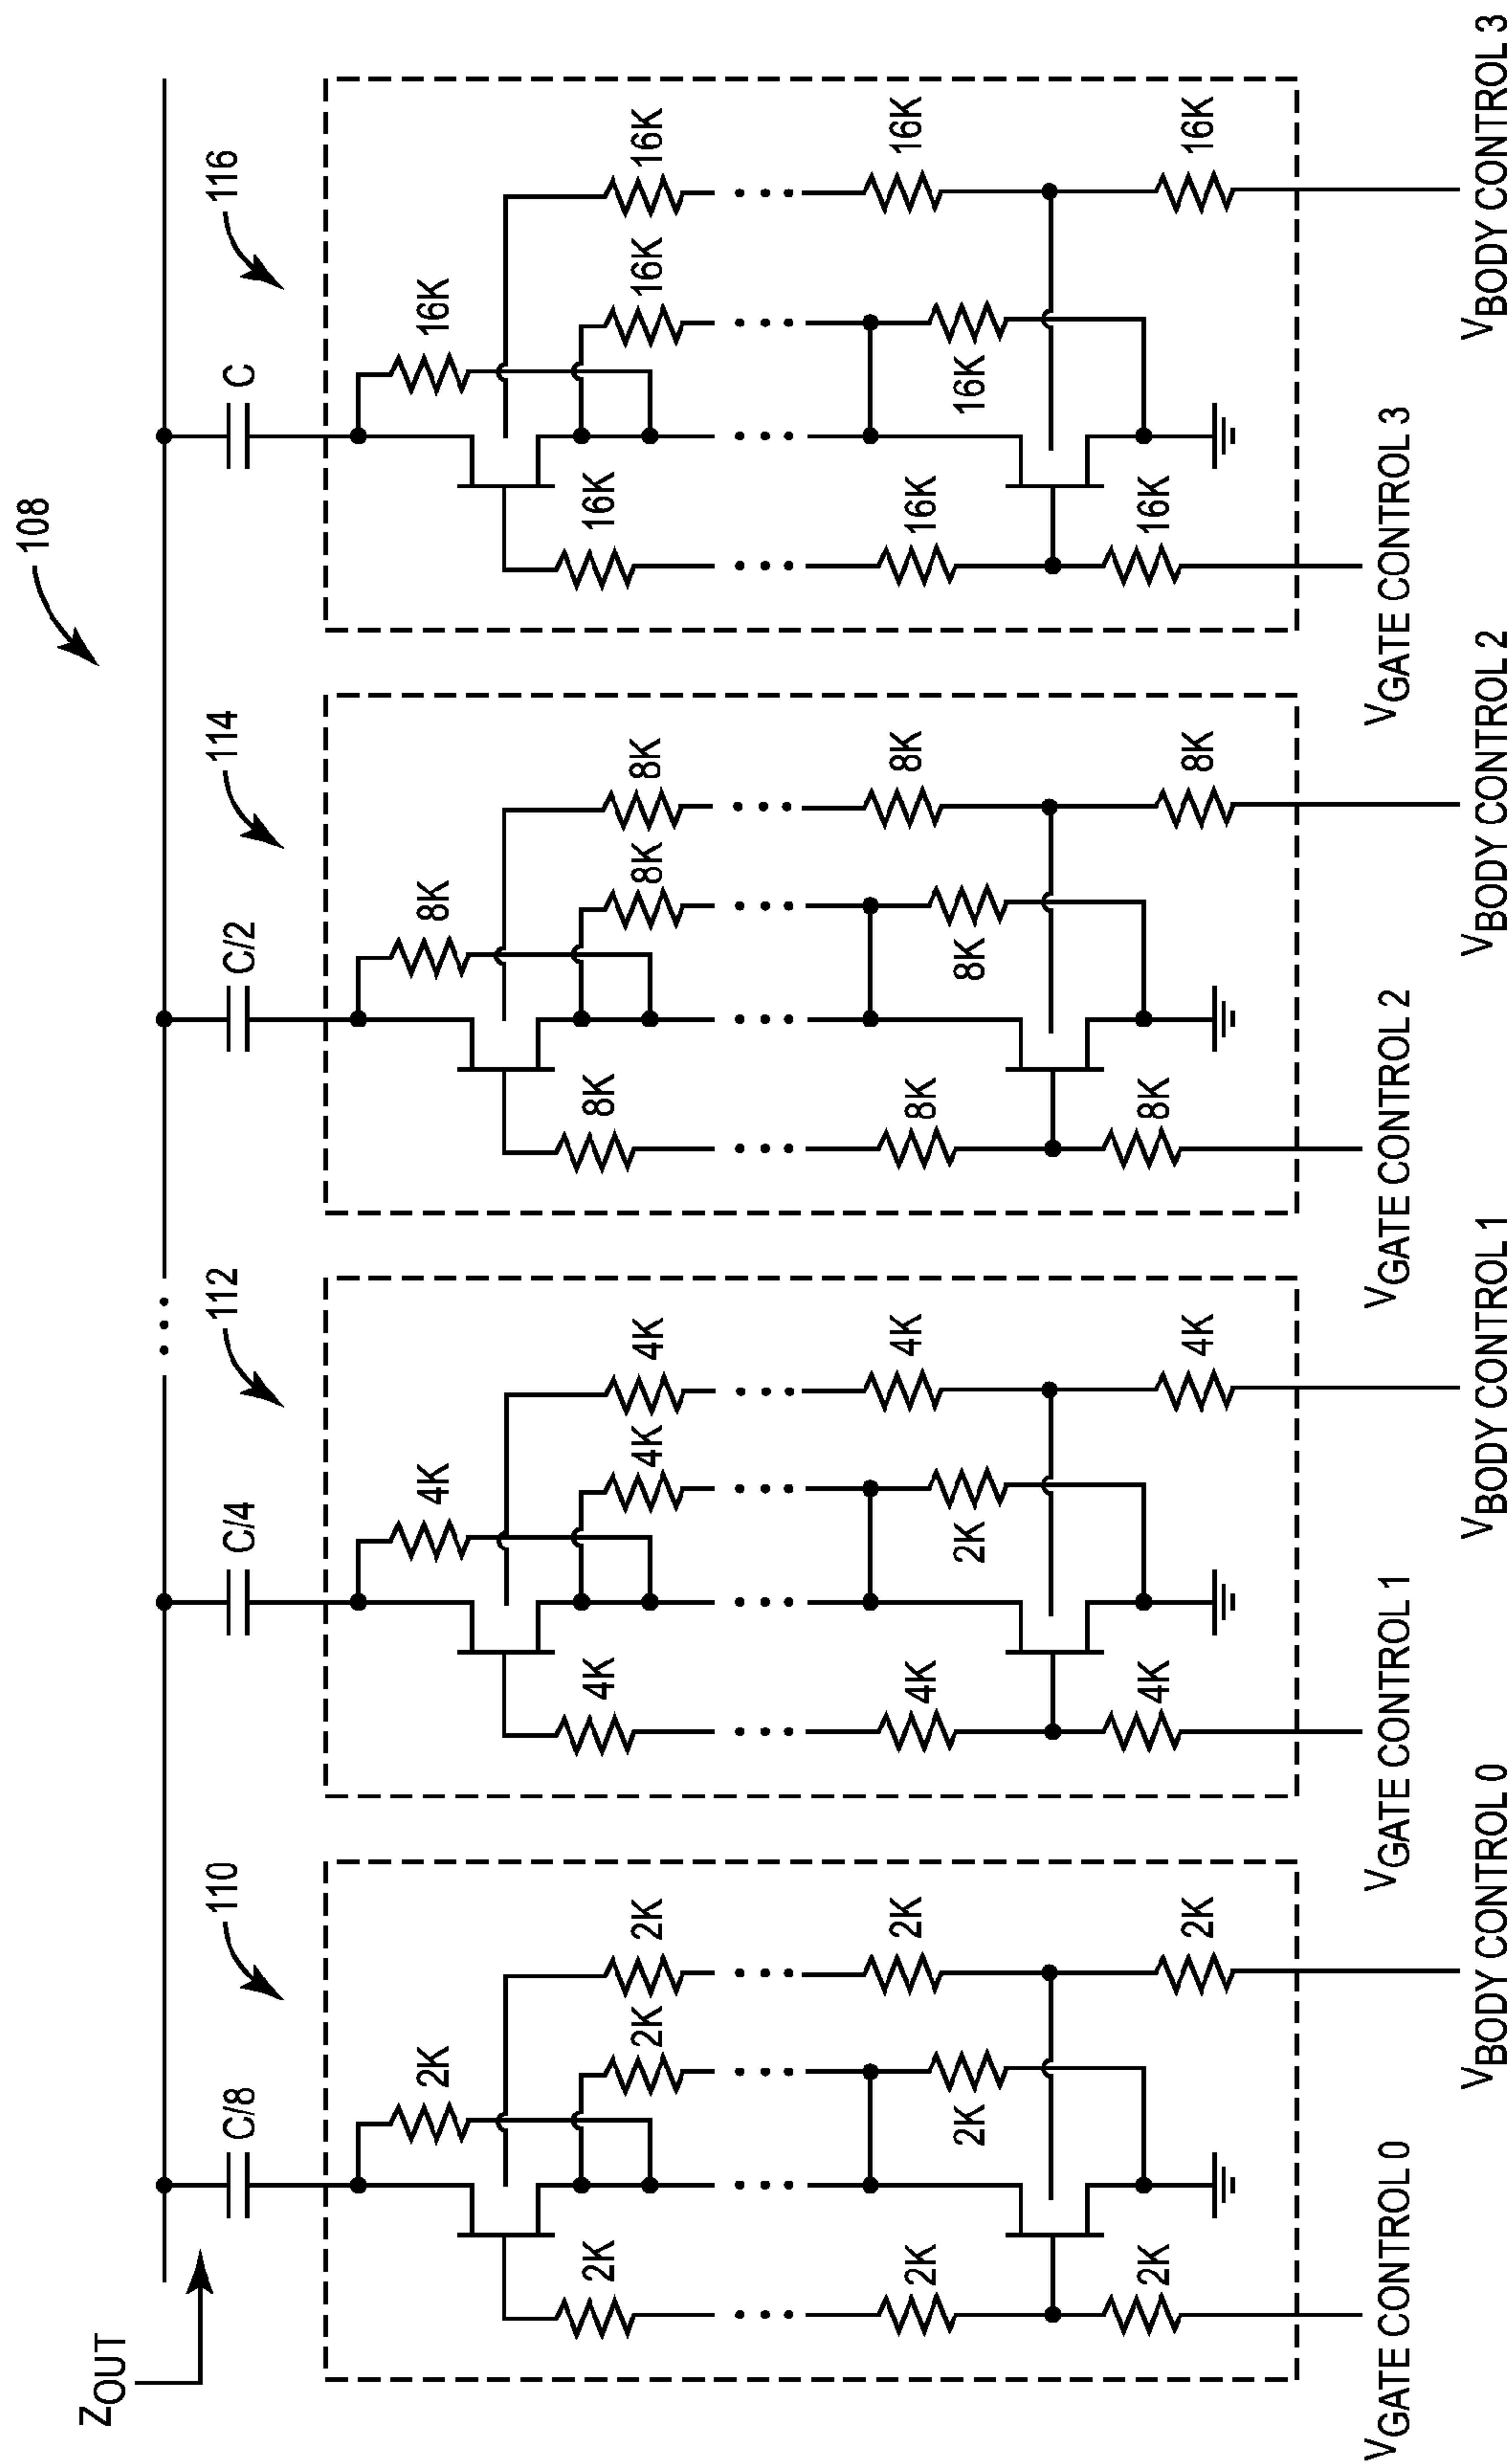 108
Z_OUT
C/8
C/4
C/2
C
110
112
114
116
2K
2K
2K
2K
2K
2K
2K
2K
2K
4K
4K
4K
4K
4K
4K
2K
4K
4K
8K
8K
8K
8K
8K
8K
8K
8K
8K
16K
16K
16K
16K
16K
16K
16K
16K
16K
VGATE CONTROL 0
VBODY CONTROL 0
VGATE CONTROL 1
VBODY CONTROL 1
VGATE CONTROL 2
VBODY CONTROL 2
VGATE CONTROL 3
VBODY CONTROL 3